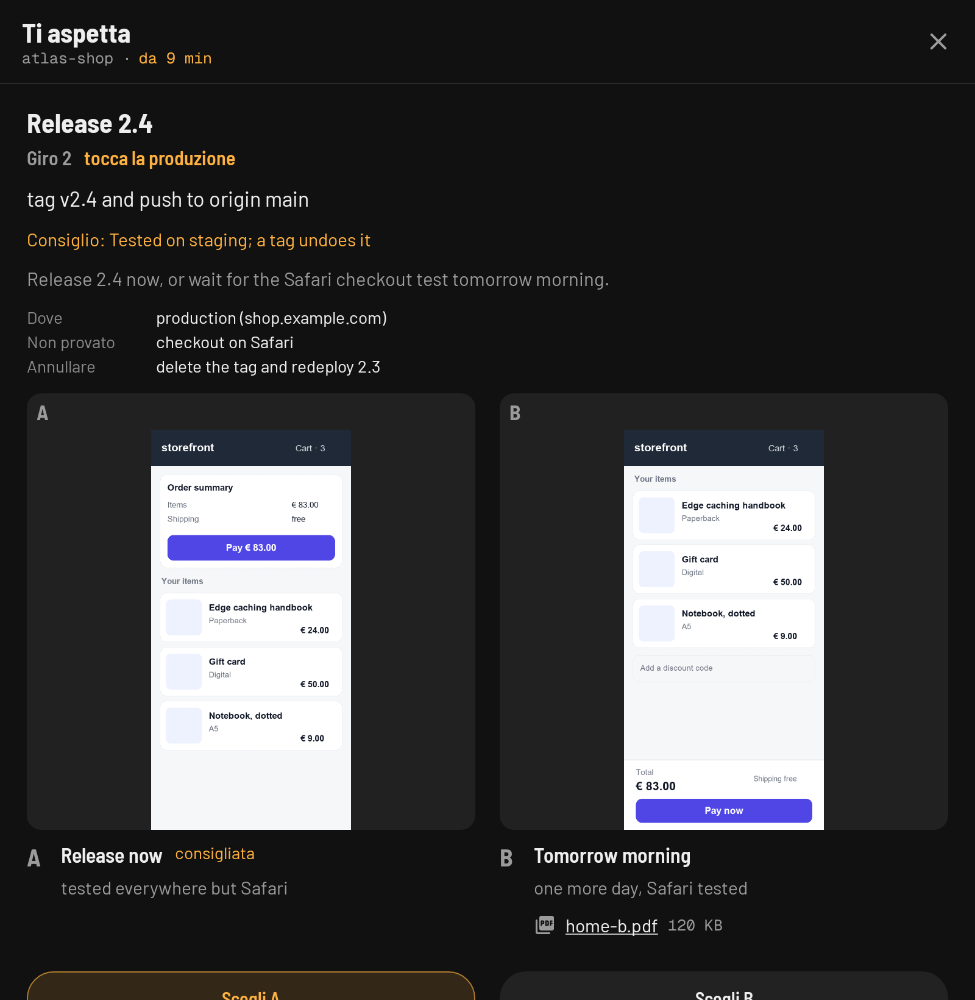 Ti aspetta
atlas-shop · da 9 min
Release 2.4
Giro 2 tocca la produzione
tag v2.4 and push to origin main
Consiglio: Tested on staging; a tag undoes it
Release 2.4 now, or wait for the Safari checkout test tomorrow morning.
Dove production (shop.example.com)
Non provato checkout on Safari
Annullare delete the tag and redeploy 2.3
A
storefront Cart · 3
Order summary
Items € 83.00
Shipping free
Pay € 83.00
Your items
Edge caching handbook
Paperback
€ 24.00
Gift card
Digital
€ 50.00
Notebook, dotted
A5
€ 9.00
B
storefront Cart · 3
Your items
Edge caching handbook
Paperback
€ 24.00
Gift card
Digital
€ 50.00
Notebook, dotted
A5
€ 9.00
Add a discount code
Total
Shipping free
€ 83.00
Pay now
A Release now consigliata
tested everywhere but Safari
B Tomorrow morning
one more day, Safari tested
PDF home-b.pdf 120 KB
Scegli A
Scegli B